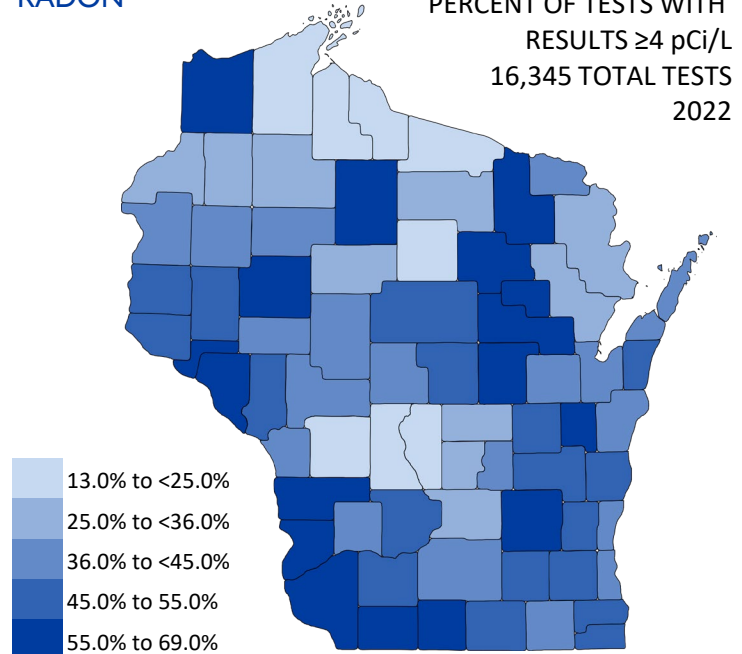 RADON
PERCENT OF TESTS WITH
RESULTS ≥4 pCi/L
16,345 TOTAL TESTS
2022
13.0% to <25.0%
25.0% to <36.0%
36.0% to <45.0%
45.0% to 55.0%
55.0% to 69.0%